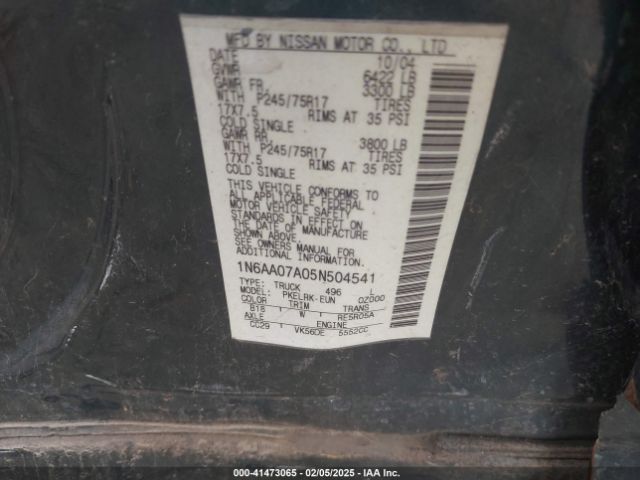 MFD BY NISSAN MOTOR CO., LTD
DATE 10/04
GVWR 6422 LB
GAWR FR. 3300 LB
WITH P245/75R17 TIRES
17X7.5 RIMS AT 35 PSI
COLD SINGLE
GAWR RR. 3800 LB
WITH P245/75R17 TIRES
17X7.5 RIMS AT 35 PSI
COLD SINGLE
THIS VEHICLE CONFORMS TO
ALL APPLICABLE FEDERAL
MOTOR VEHICLE SAFETY
STANDARDS IN EFFECT ON
THE DATE OF MANUFACTURE
SHOWN ABOVE.
SEE OWNERS MANUAL FOR
ADDITIONAL INFORMATION.
1N6AA07A05N504541
TYPE: TRUCK 496 L
MODEL: PKELRK-EUN QZ000
COLOR TRIM TRANS
B18 W RE5R05A
AXLE ENGINE
CC29 VK56DE 5552CC
000-41473065 - 02/05/2025 - IAA Inc.